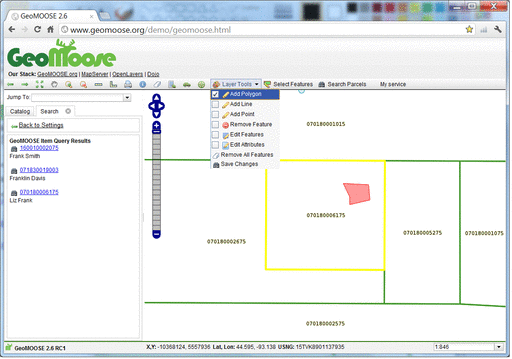 GeoMOOSE 2.6
www.geomoose.org/demo/geomoose.html
GeoMoose
Our Stack: GeoMOOSE.org | MapServer | OpenLayers | Dojo
Layer Tools
Select Features
Search Parcels
My service
Jump To:
Catalog
Search
Back to Settings
GeoMOOSE Item Query Results
160010002075
Frank Smith
071830019003
Franklin Davis
070180006175
Liz Frank
Add Polygon
Add Line
Add Point
Remove Feature
Edit Features
Edit Attributes
Remove All Features
Save Changes
070180001015
070180006175
070180002675
070180005275
070180001075
070180002575
GeoMOOSE 2.6 RC1
X,Y: -10368124, 5557936 Lat, Lon: 44.595, -93.138 USNG: 15TVK8901137935
1:846